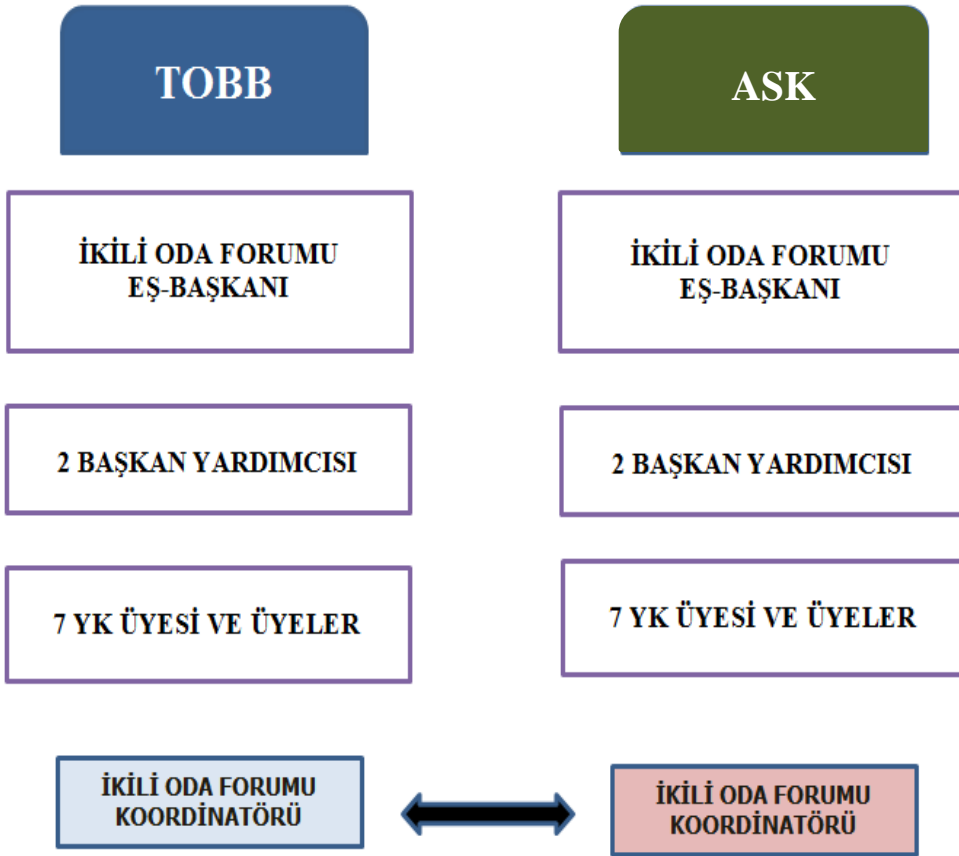 TOBB
ASK
İKİLİ ODA FORUMU
EŞ-BAŞKANI
İKİLİ ODA FORUMU
EŞ-BAŞKANI
2 BAŞKAN YARDIMCISI
2 BAŞKAN YARDIMCISI
7 YK ÜYESİ VE ÜYELER
7 YK ÜYESİ VE ÜYELER
İKİLİ ODA FORUMU
KOORDİNATÖRÜ
İKİLİ ODA FORUMU
KOORDİNATÖRÜ